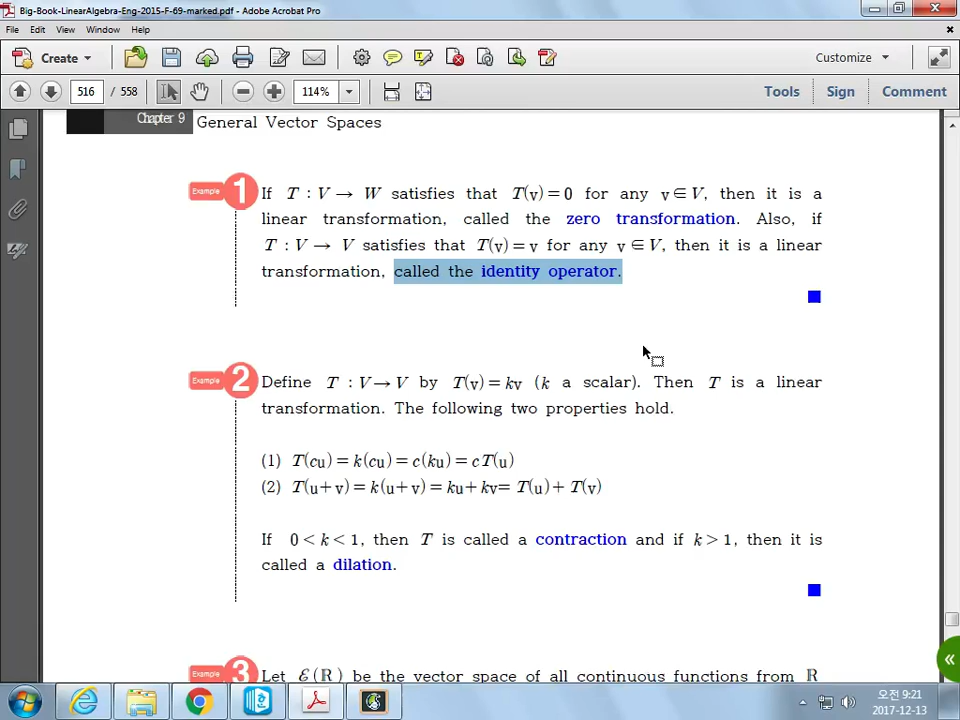 Big-Book-LinearAlgebra-Eng-2015-F-69-marked.pdf - Adobe Acrobat Pro
File Edit View Window Help
Create Customize
516 / 558 114% Tools Sign Comment
Chapter 9 General Vector Spaces
Example 1 If T : V → W satisfies that T(v) = 0 for any v ∈ V, then it is a
linear transformation, called the zero transformation. Also, if
T : V → V satisfies that T(v) = v for any v ∈ V, then it is a linear
transformation, called the identity operator.
Example 2 Define T : V → V by T(v) = kv (k a scalar). Then T is a linear
transformation. The following two properties hold.
(1) T(cu) = k(cu) = c(ku) = cT(u)
(2) T(u+v) = k(u+v) = ku + kv = T(u) + T(v)
If 0 < k < 1, then T is called a contraction and if k > 1, then it is
called a dilation.
Example 3 Let ℰ(ℝ) be the vector space of all continuous functions from ℝ
오전 9:21
2017-12-13